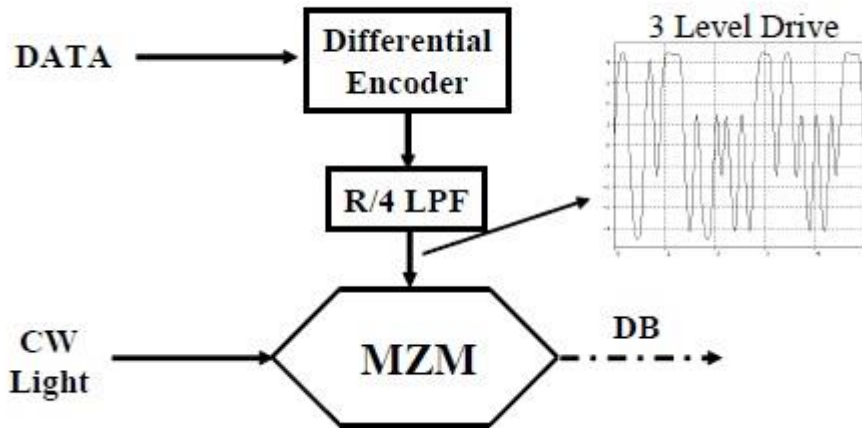 3 Level Drive
DATA
Differential
Encoder
R/4 LPF
CW
Light
MZM
DB